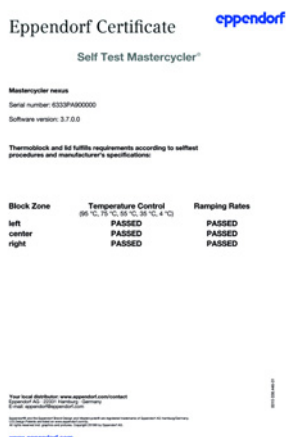 Eppendorf Certificate
eppendorf
Self Test Mastercycler®
Mastercycler nexus
Serial number: 6333PA900000
Software version: 3.7.0.0
Thermoblock and lid fulfills requirements according to selftest
procedures and manufacturer's specifications:
Block Zone Temperature Control Ramping Rates
(95 °C, 75 °C, 55 °C, 35 °C, 4 °C)
left PASSED PASSED
center PASSED PASSED
right PASSED PASSED
Your local distributor: www.eppendorf.com/contact
Eppendorf AG · 22331 Hamburg · Germany
E-mail: eppendorf@eppendorf.com
www.eppendorf.com